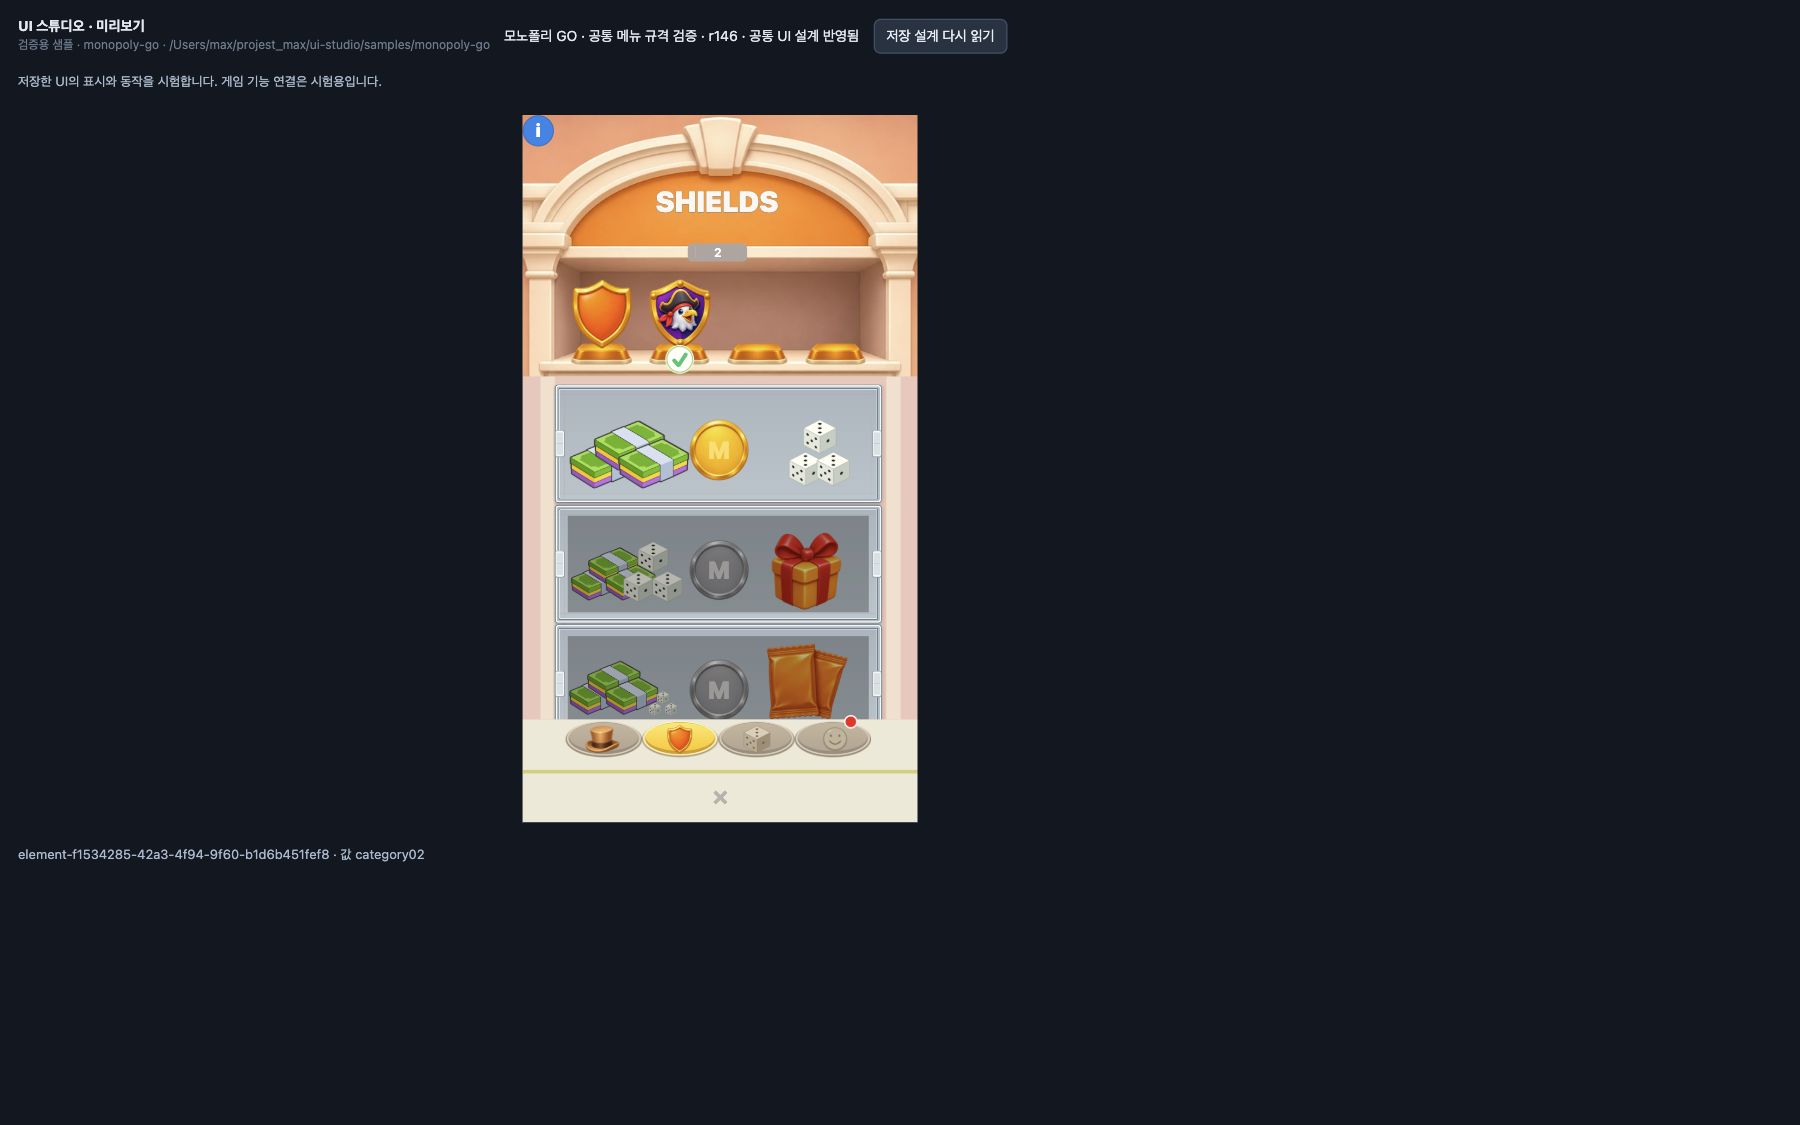 UI 스튜디오 · 미리보기
검증용 샘플 · monopoly-go · /Users/max/projest_max/ui-studio/samples/monopoly-go
모노폴리 GO · 공통 메뉴 규격 검증 · r146 · 공통 UI 설계 반영됨
저장 설계 다시 읽기
저장한 UI의 표시와 동작을 시험합니다. 게임 기능 연결은 시험용입니다.
i
SHIELDS
2
M
M
M
element-f1534285-42a3-4f94-9f60-b1d6b451fef8 · 값 category02